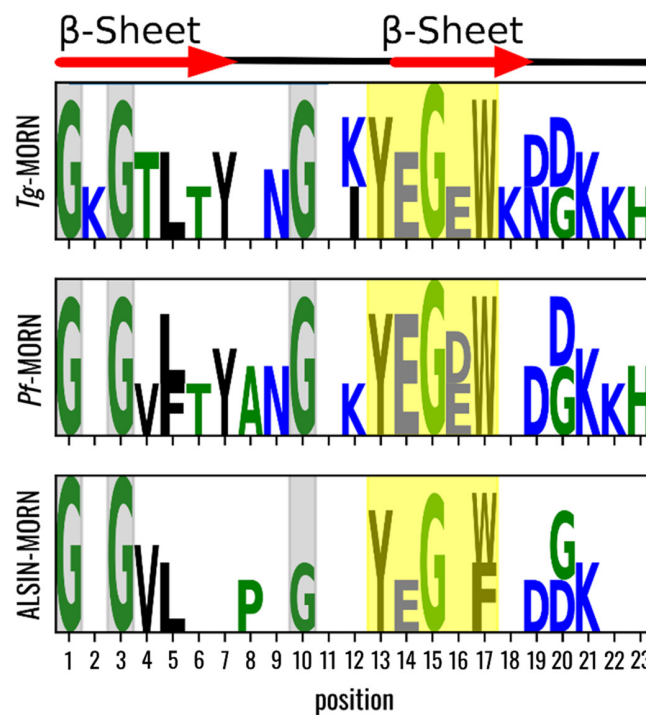 β-Sheet β-Sheet
Tg-MORN
G K G T L T Y N G K I Y E G E W K D N D G K K H
Pf-MORN
G G V L F T Y A N G K Y E G D E W D D G K K H
ALSIN-MORN
G G V L P G Y E G W F D G D K
1 2 3 4 5 6 7 8 9 10 11 12 13 14 15 16 17 18 19 20 21 22 23
position